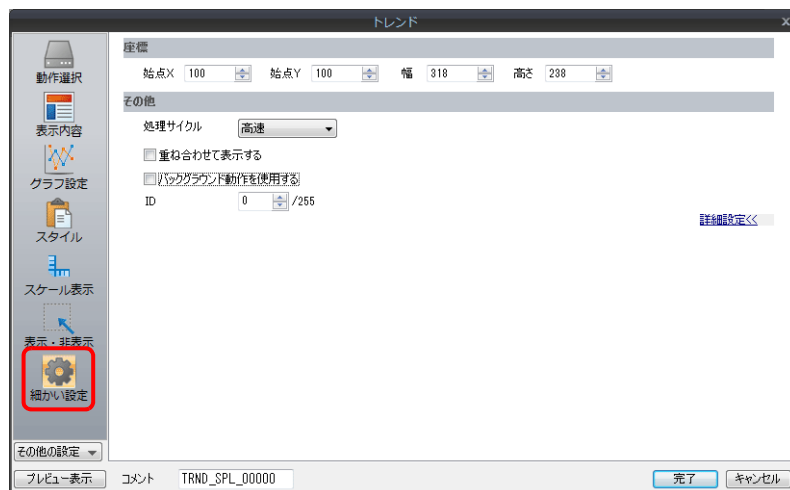 トレンド
x
動作選択
表示内容
グラフ設定
スタイル
スケール表示
表示・非表示
細かい設定
その他の設定
プレビュー表示
座標
始点X 100 始点Y 100 幅 318 高さ 238
その他
処理サイクル 高速
重ね合わせて表示する
バックグラウンド動作を使用する
ID 0 /255
詳細設定<<
コメント TRND_SPL_00000
完了 キャンセル